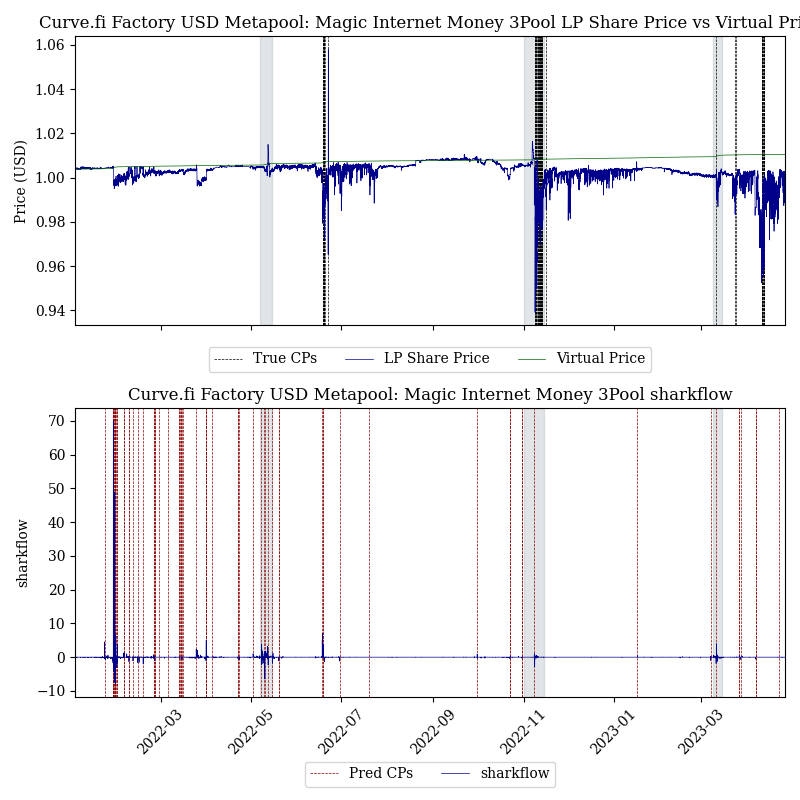 Curve.fi Factory USD Metapool: Magic Internet Money 3Pool LP Share Price vs Virtual Pri
1.06
1.04
1.02
1.00
0.98
0.96
0.94
Price (USD)
True CPs LP Share Price Virtual Price
Curve.fi Factory USD Metapool: Magic Internet Money 3Pool sharkflow
70
60
50
40
30
20
10
0
−10
sharkflow
2022-03 2022-05 2022-07 2022-09 2022-11 2023-01 2023-03
Pred CPs sharkflow